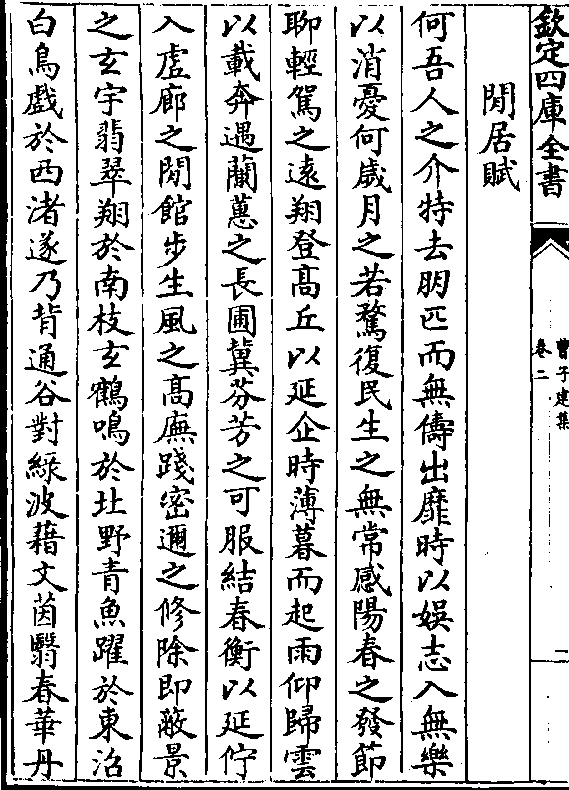 欽定四庫全書
曹子建集
卷二
二
閒居賦
何吾人之介特去朋匹而無儔出靡時以娱志入無樂
以消憂何歲月之若騖復民生之無常感陽春之發節
聊輕駕之遠翔登高丘以延企時薄暮而起雨仰歸雲
以載奔遇蘭蕙之長圃冀芬芳之可服結春衡以延佇
入虚廊之閒館步生風之高廡踐密邇之修除即蔽景
之玄宇翡翠翔於南枝玄鶴鳴於北野青魚躍於東沼
白鳥戯於西渚遂乃背通谷對緑波藉文茵翳春華丹